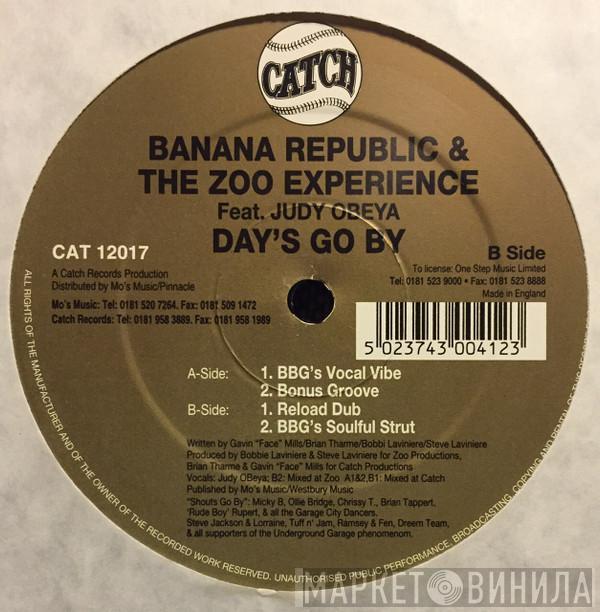 CATCH
BANANA REPUBLIC &
THE ZOO EXPERIENCE
Feat. JUDY OBEYA
DAY'S GO BY
CAT 12017
B Side
A Catch Records Production
Distributed by Mo's Music/Pinnacle
To license: One Step Music Limited
Tel: 0181 523 9000 • Fax: 0181 523 8888
Made in England
Mo's Music: Tel: 0181 520 7264. Fax: 0181 509 1472
Catch Records: Tel: 0181 958 3889. Fax: 0181 958 1989
5 023743 004123
A-Side: 1. BBG's Vocal Vibe
2. Bonus Groove
B-Side: 1. Reload Dub
2. BBG's Soulful Strut
Written by Gavin "Face" Mills/Brian Tharme/Bobbi Laviniere/Steve Laviniere
Produced by Bobbie Laviniere & Steve Laviniere for Zoo Productions,
Brian Tharme & Gavin "Face" Mills for Catch Productions
Vocals: Judy OBeya; B2: Mixed at Zoo A1&2,B1: Mixed at Catch
Published by Mo's Music/Westbury Music
"Shouts Go By": Micky B, Ollie Bridge, Chrissy T., Brian Tappert,
'Rude Boy' Rupert, & all the Garage City Dancers.
Steve Jackson & Lorraine, Tuff n' Jam, Ramsey & Fen, Dreem Team,
& all supporters of the Underground Garage phenomenom.
ALL RIGHTS OF THE MANUFACTURER AND OF THE OWNER OF THE RECORDED WORK RESERVED. UNAUTHORISED PUBLIC PERFORMANCE, BROADCASTING, COPYING AND
МАРКЕТ ВИНИЛА